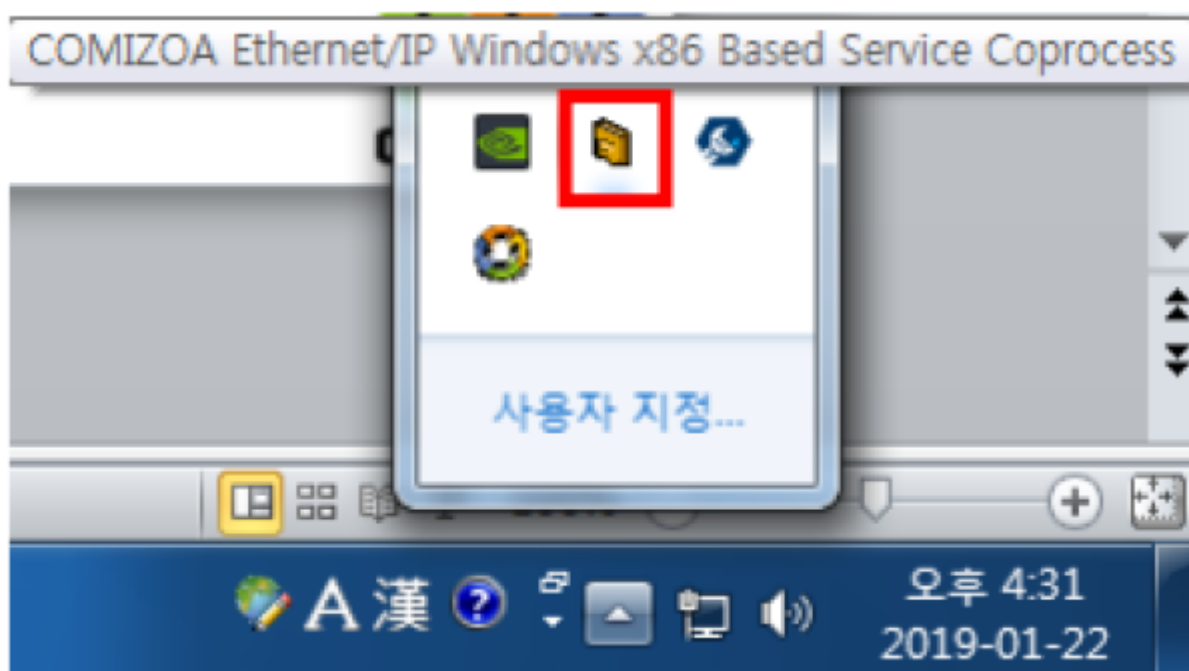 COMIZOA Ethernet/IP Windows x86 Based Service Coprocess
사용자 지정...
A 漢 ?
오후 4:31
2019-01-22